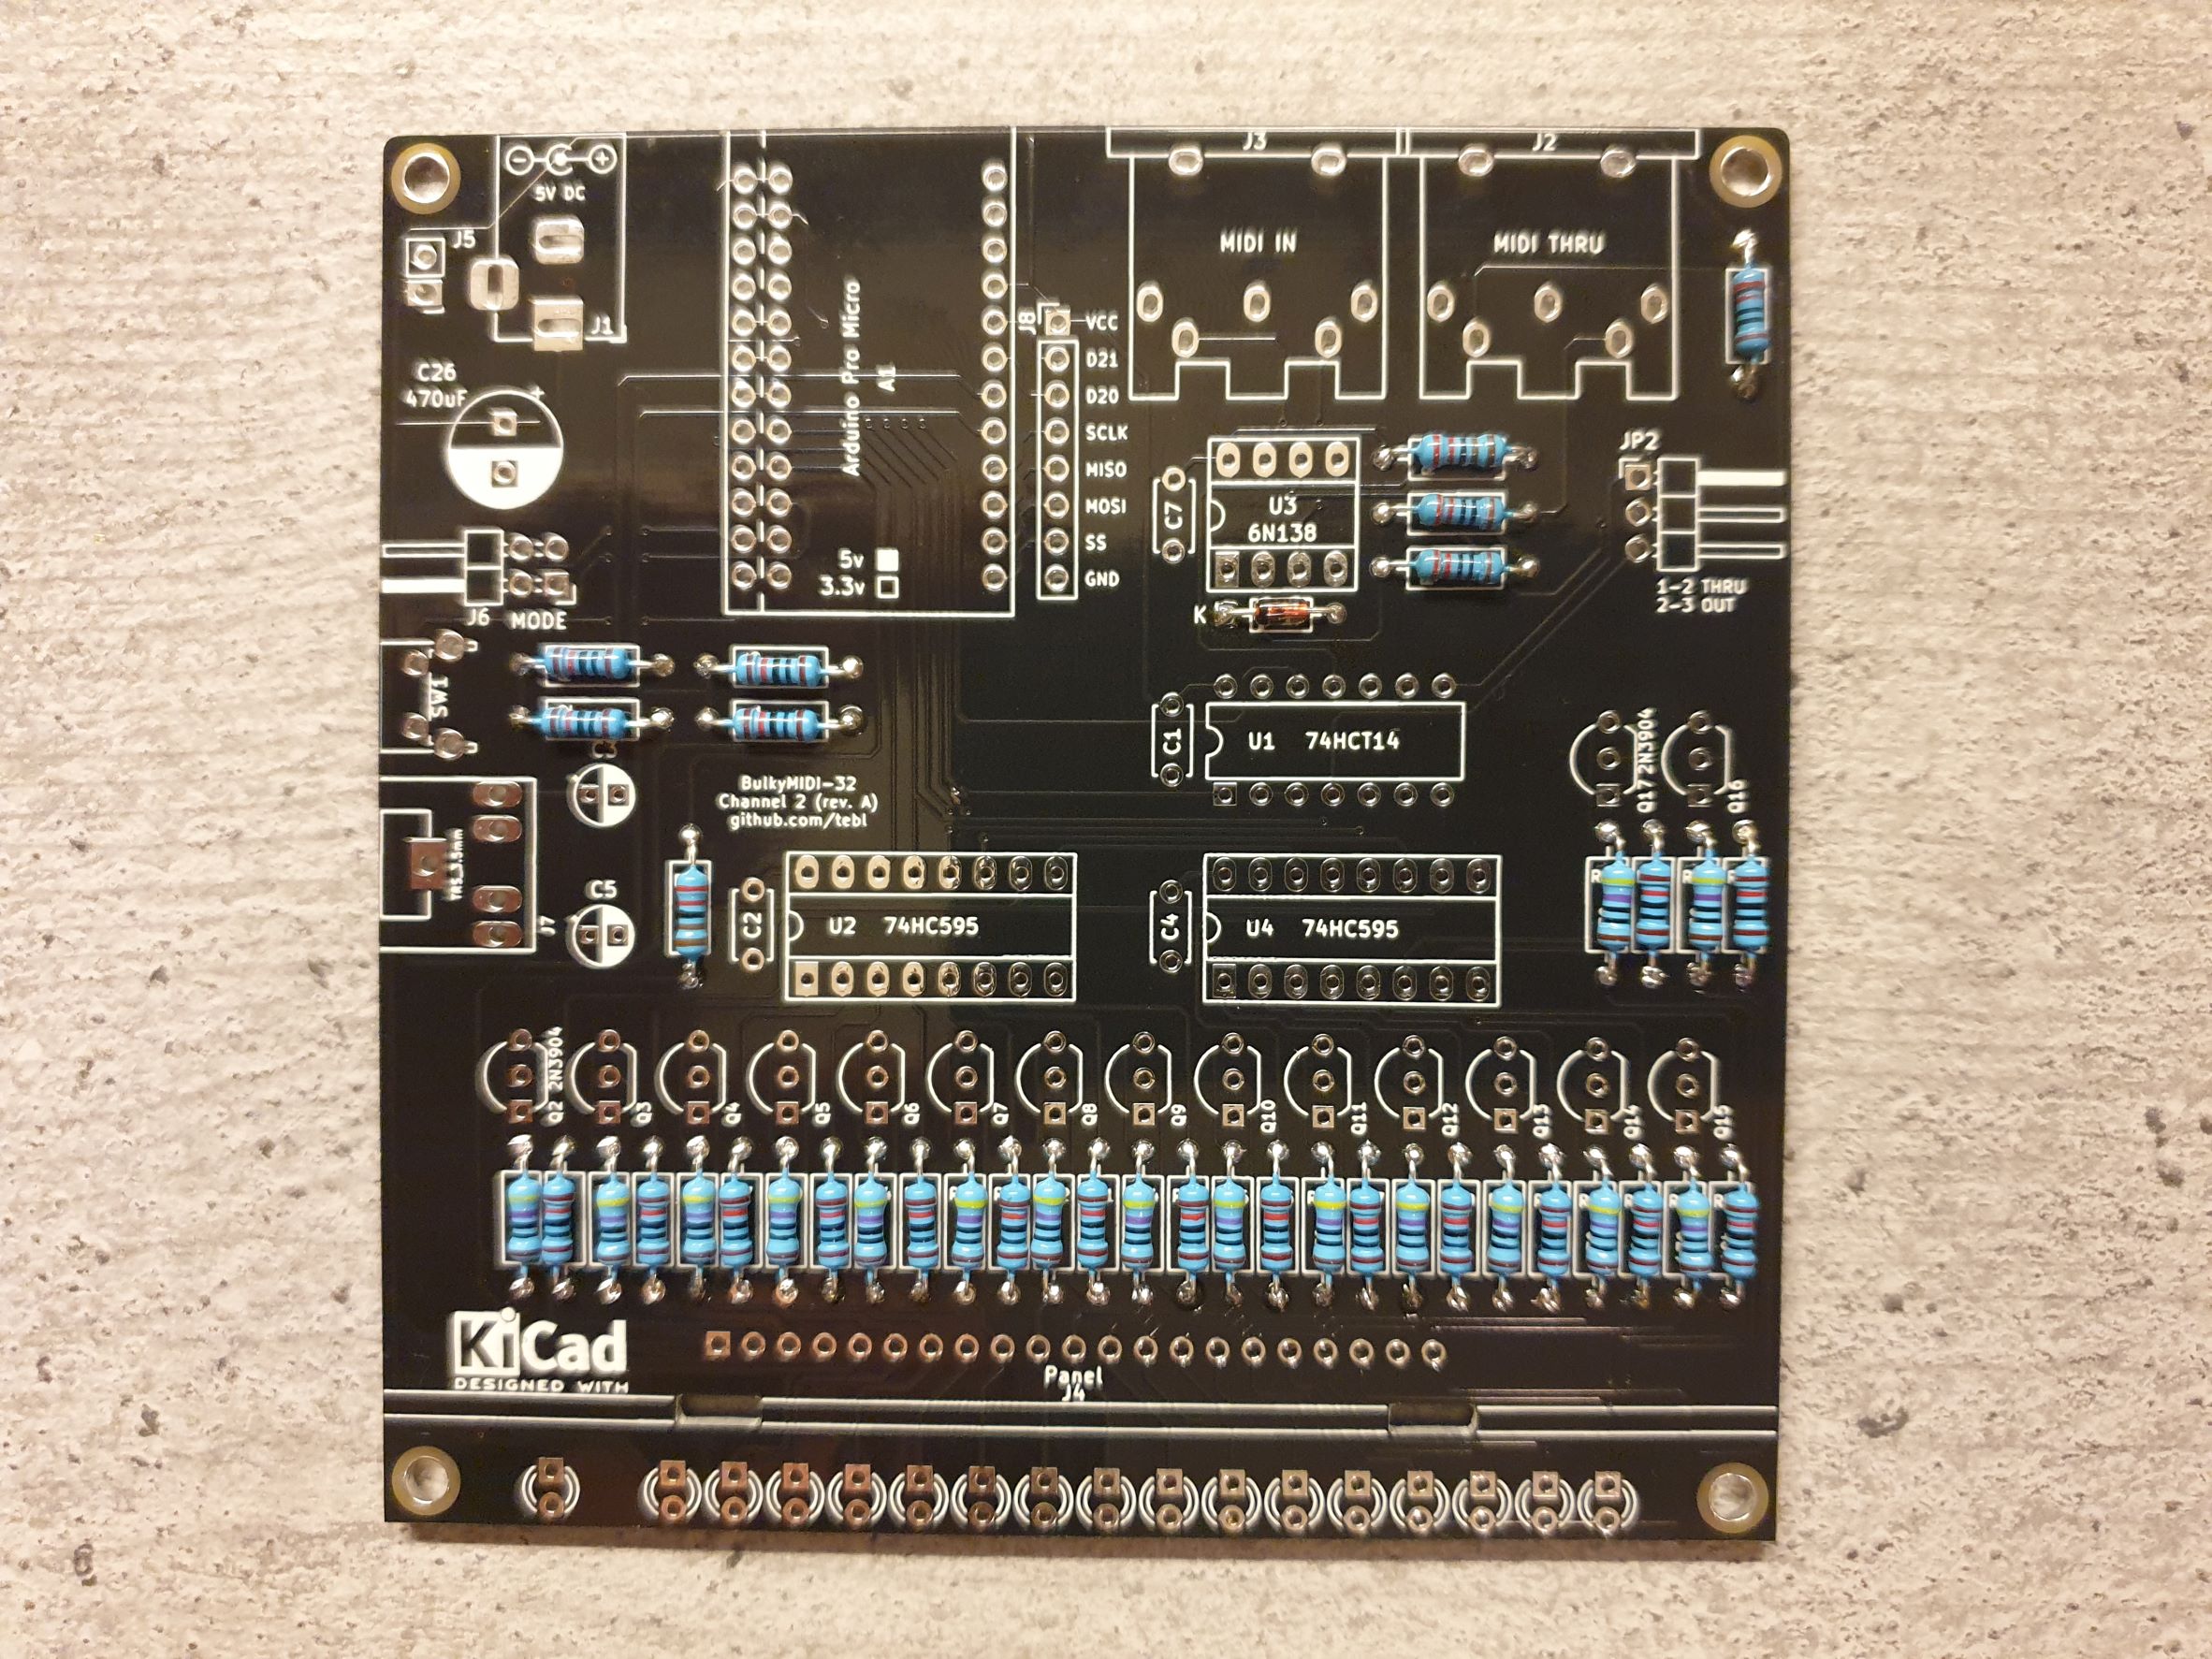 5V DC
J5
J1
C26
470uF
+
J6
MODE
SW1
TRS_3.5mm
J7
C5
Arduino Pro Micro
A1
5v
3.3v
J8
VCC
D21
D20
SCLK
MISO
MOSI
SS
GND
J3
MIDI IN
J2
MIDI THRU
C7
U3
6N138
K
JP2
1-2 THRU
2-3 OUT
C1
U1 74HCT14
Q17 2N3904
Q16
BulkyMIDI-32
Channel 2 (rev. A)
github.com/tebl
C2
U2 74HC595
C4
U4 74HC595
Q2 2N3904
Q3
Q4
Q5
Q6
Q7
Q8
Q9
Q10
Q11
Q12
Q13
Q14
Q15
KiCad
DESIGNED WITH
Panel
J4